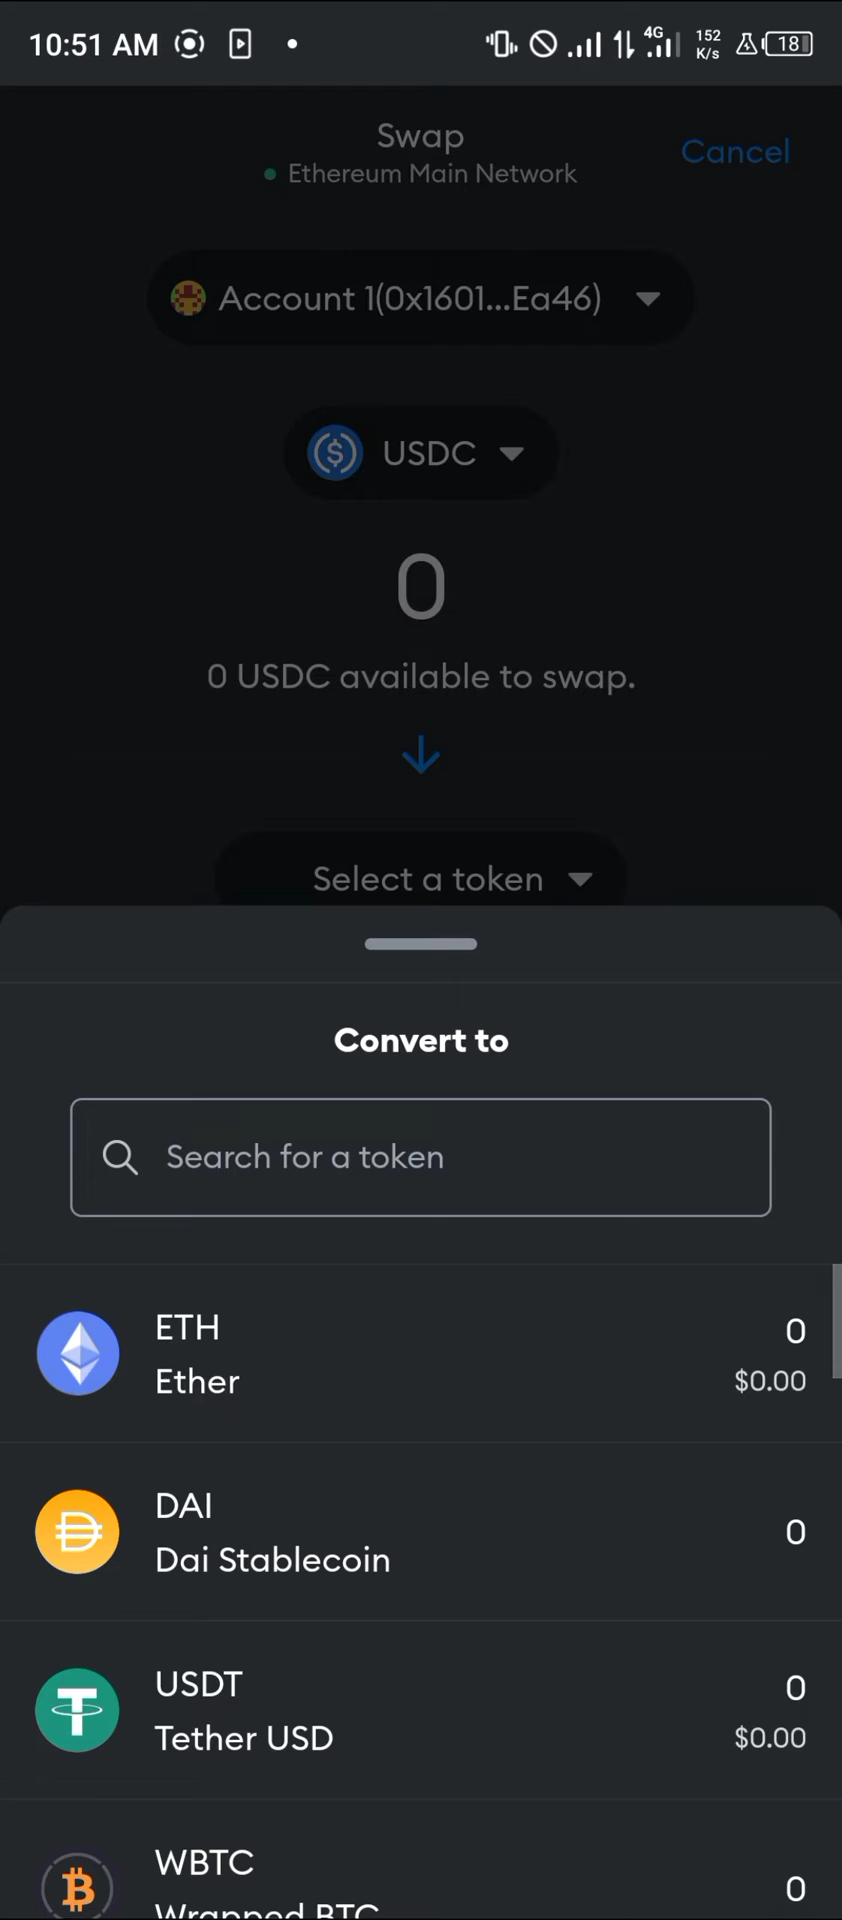 10:51 AM
4G
152
K/s
18
Swap
Ethereum Main Network
Cancel
Account 1(0x1601...Ea46)
USDC
0
0 USDC available to swap.
Select a token
Convert to
Search for a token
ETH
0
Ether
$0.00
DAI
0
Dai Stablecoin
USDT
0
Tether USD
$0.00
WBTC
0
Wrapped BTC